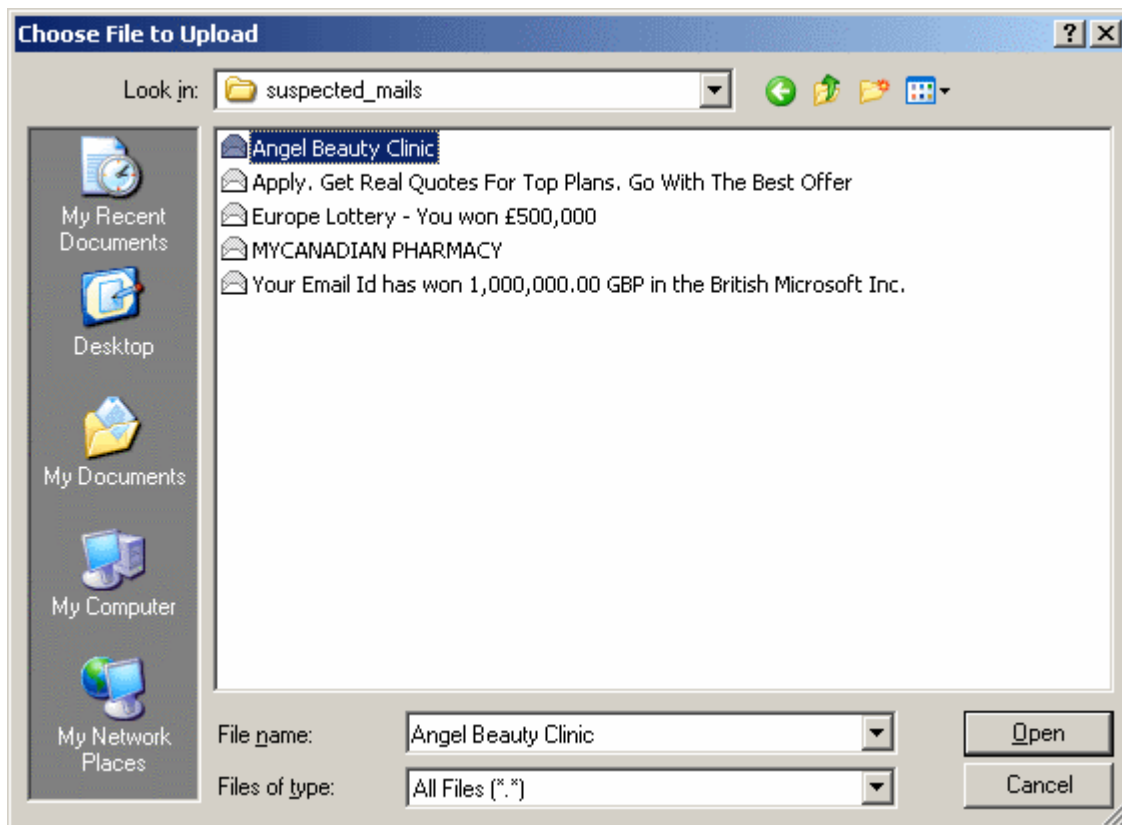 Choose File to Upload
Look in:
suspected_mails
My Recent
Documents
Desktop
My Documents
My Computer
My Network
Places
Angel Beauty Clinic
Apply. Get Real Quotes For Top Plans. Go With The Best Offer
Europe Lottery - You won £500,000
MYCANADIAN PHARMACY
Your Email Id has won 1,000,000.00 GBP in the British Microsoft Inc.
File name:
Angel Beauty Clinic
Open
Files of type:
All Files (*.*)
Cancel